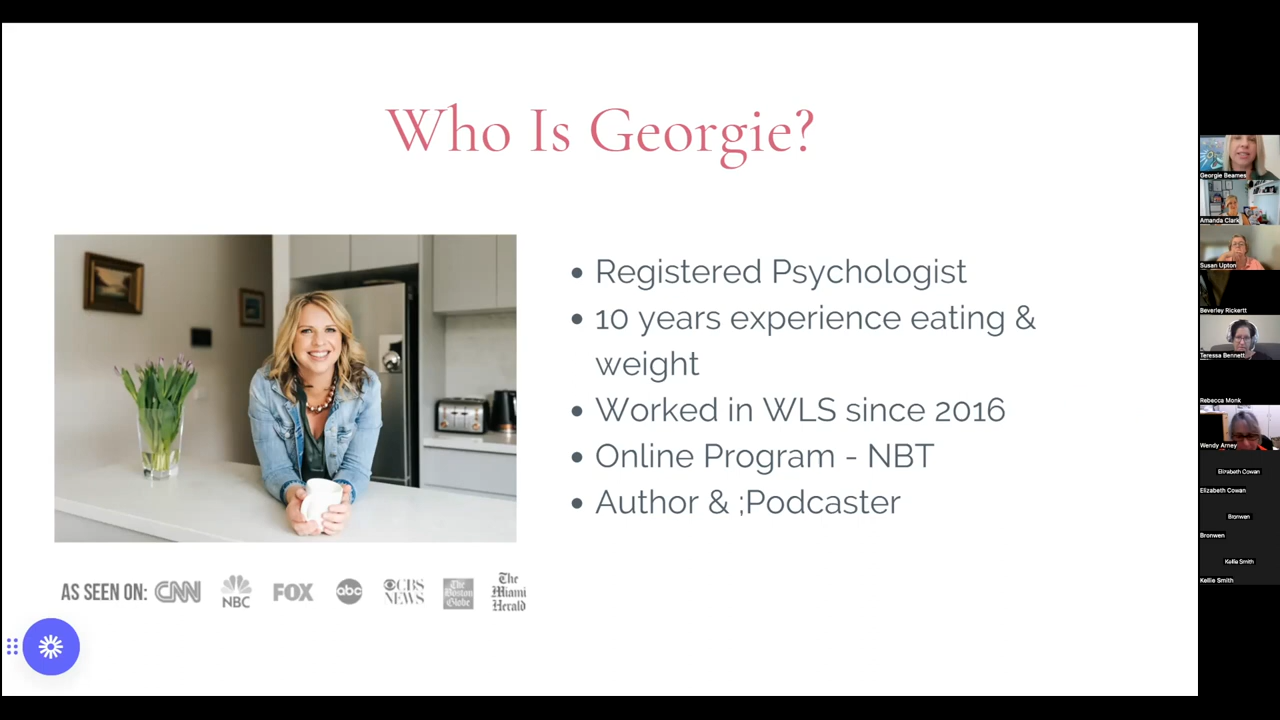 Who Is Georgie?
• Registered Psychologist
• 10 years experience eating &
weight
• Worked in WLS since 2016
• Online Program - NBT
• Author & ;Podcaster
AS SEEN ON: CNN NBC FOX abc CBS NEWS The Boston Globe The Miami Herald
Georgie Beames
Amanda Clark
Susan Upton
Beverley Rickertt
Teressa Bennett
Rebecca Monk
Wendy Arney
Elizabeth Cowan
Elizabeth Cowan
Bronwen
Bronwen
Kellie Smith
Kellie Smith